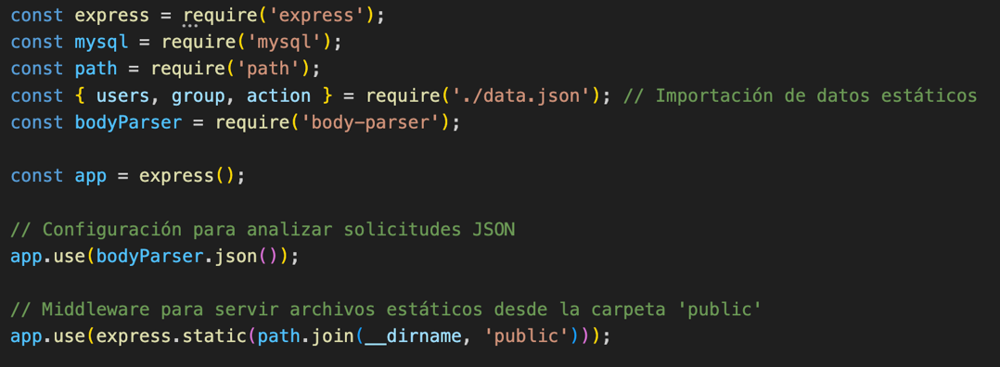 const express = require('express');
const mysql = require('mysql');
const path = require('path');
const { users, group, action } = require('./data.json'); // Importación de datos estáticos
const bodyParser = require('body-parser');
const app = express();
// Configuración para analizar solicitudes JSON
app.use(bodyParser.json());
// Middleware para servir archivos estáticos desde la carpeta 'public'
app.use(express.static(path.join(__dirname, 'public')));